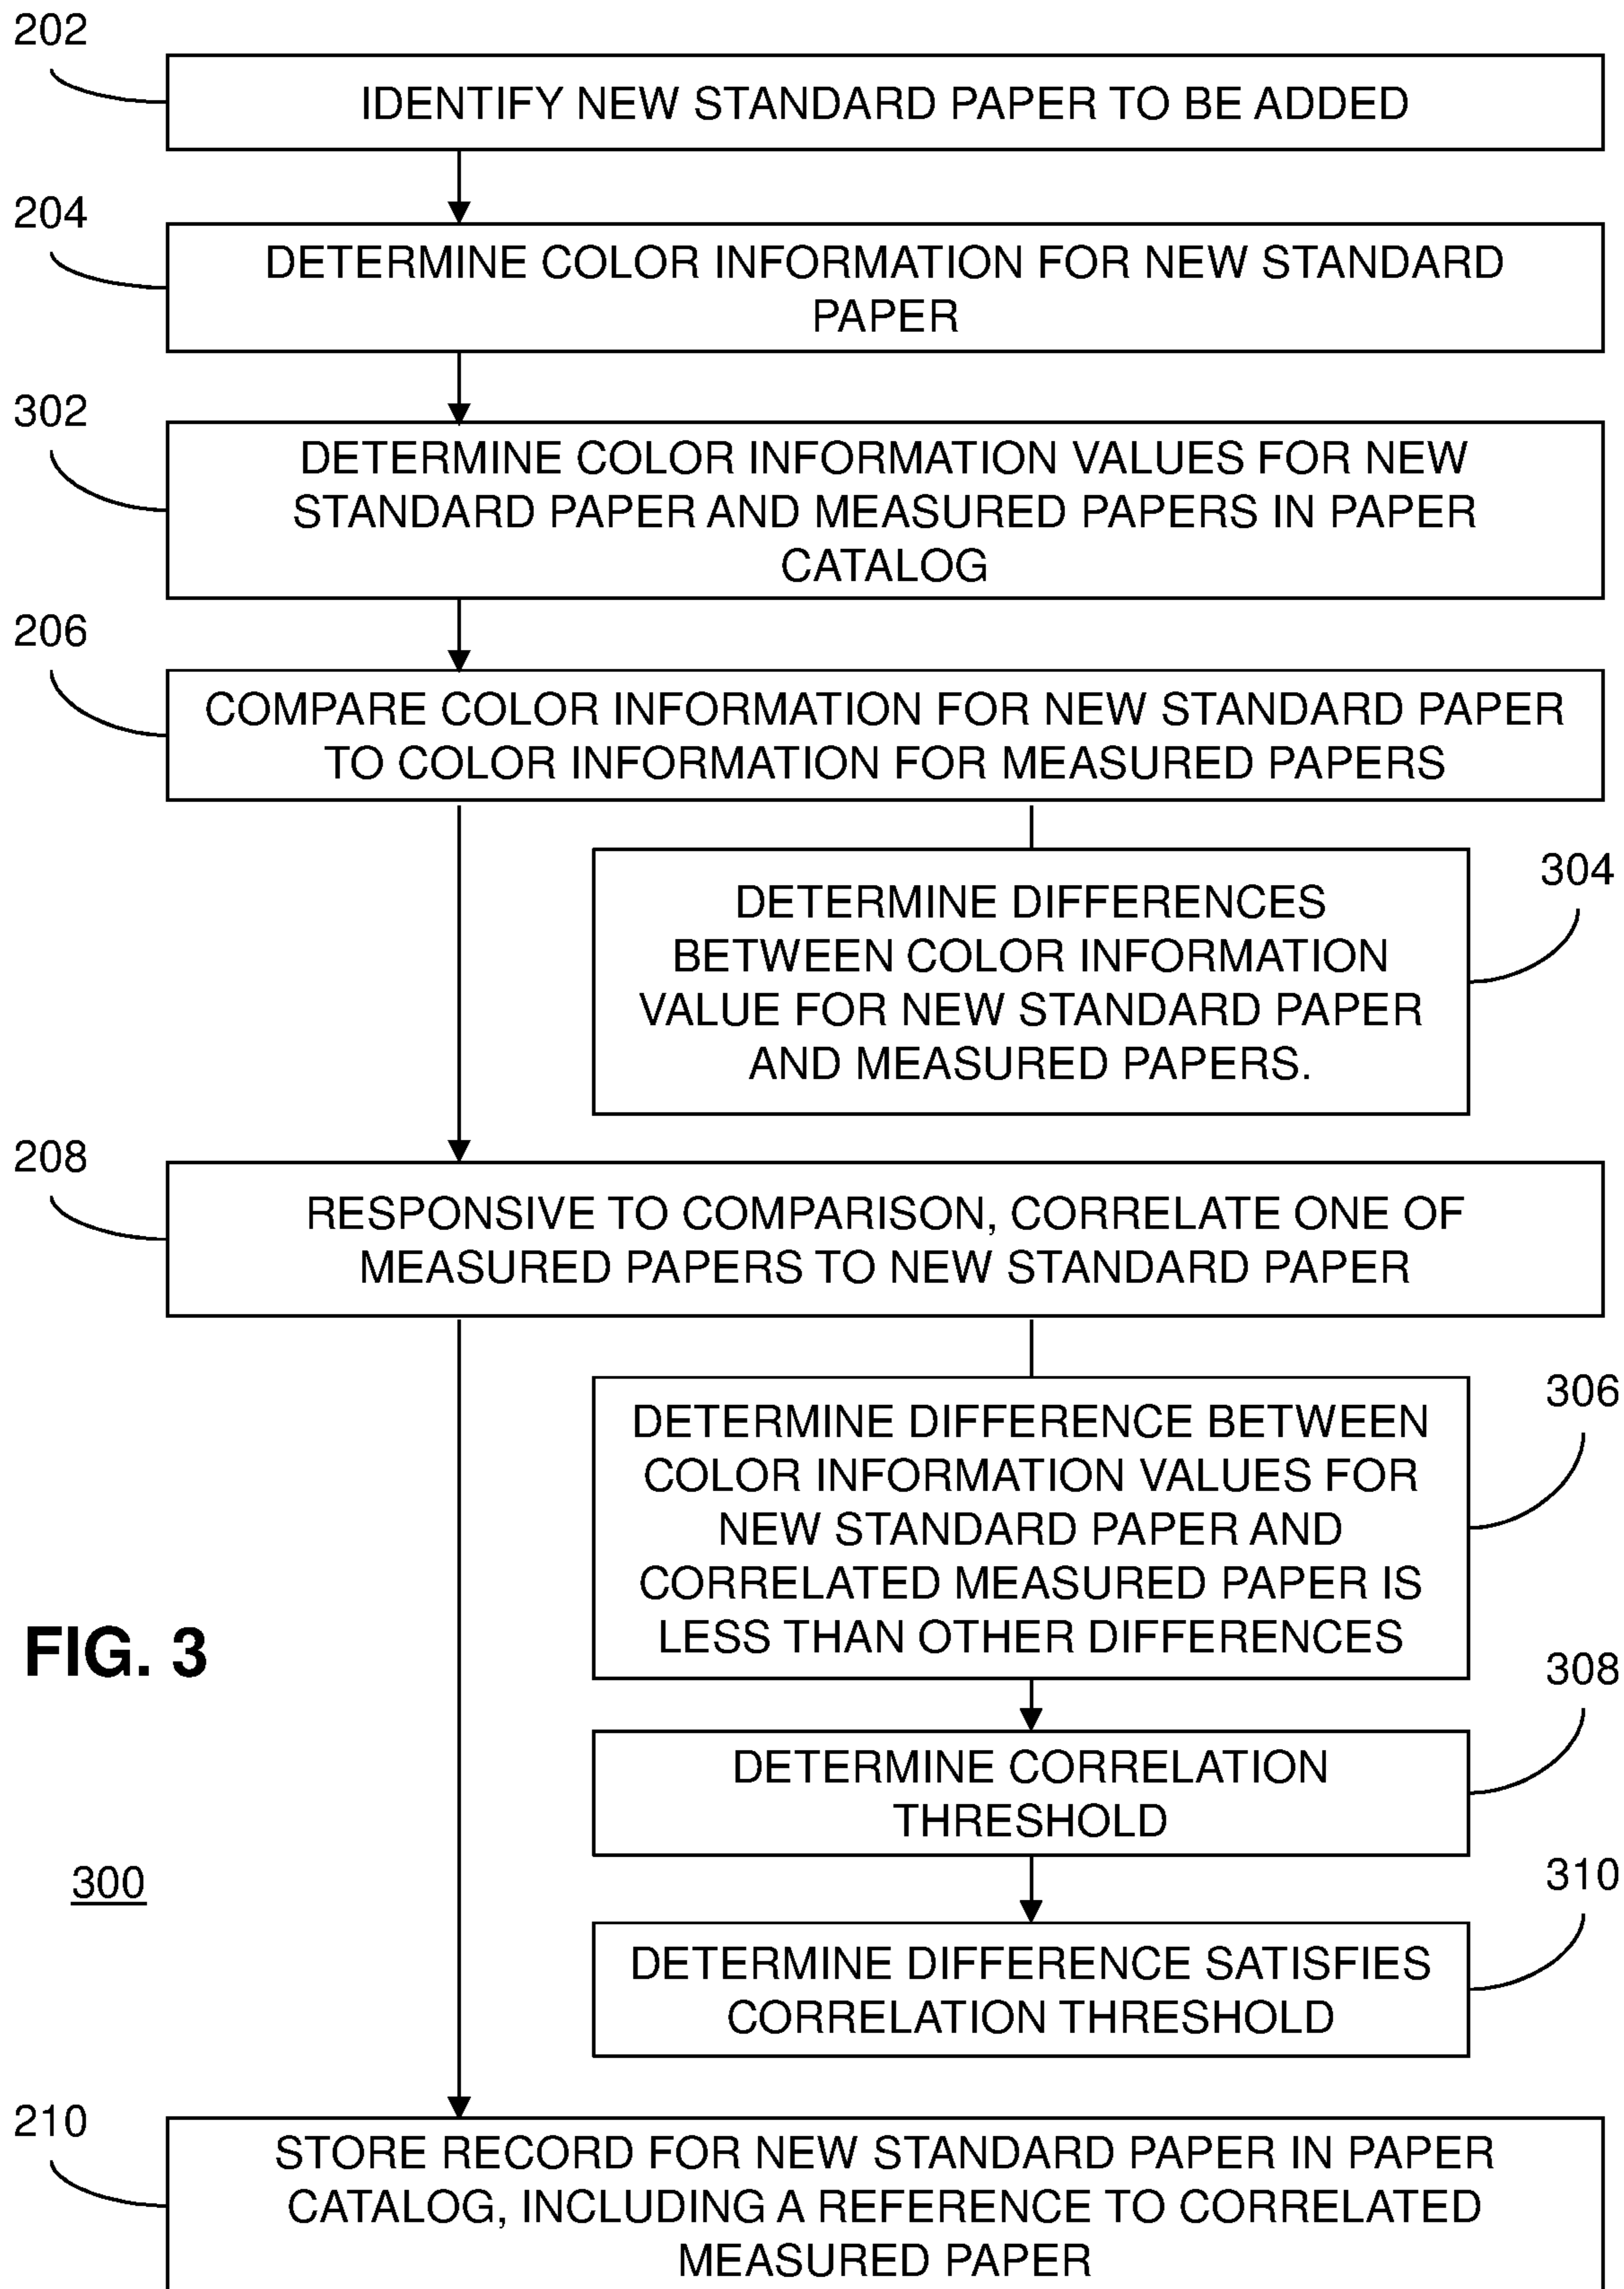 202
IDENTIFY NEW STANDARD PAPER TO BE ADDED
204
DETERMINE COLOR INFORMATION FOR NEW STANDARD
PAPER
302
DETERMINE COLOR INFORMATION VALUES FOR NEW
STANDARD PAPER AND MEASURED PAPERS IN PAPER
CATALOG
206
COMPARE COLOR INFORMATION FOR NEW STANDARD PAPER
TO COLOR INFORMATION FOR MEASURED PAPERS
304
DETERMINE DIFFERENCES
BETWEEN COLOR INFORMATION
VALUE FOR NEW STANDARD PAPER
AND MEASURED PAPERS.
208
RESPONSIVE TO COMPARISON, CORRELATE ONE OF
MEASURED PAPERS TO NEW STANDARD PAPER
306
DETERMINE DIFFERENCE BETWEEN
COLOR INFORMATION VALUES FOR
NEW STANDARD PAPER AND
CORRELATED MEASURED PAPER IS
LESS THAN OTHER DIFFERENCES
FIG. 3
308
DETERMINE CORRELATION
THRESHOLD
300
310
DETERMINE DIFFERENCE SATISFIES
CORRELATION THRESHOLD
210
STORE RECORD FOR NEW STANDARD PAPER IN PAPER
CATALOG, INCLUDING A REFERENCE TO CORRELATED
MEASURED PAPER